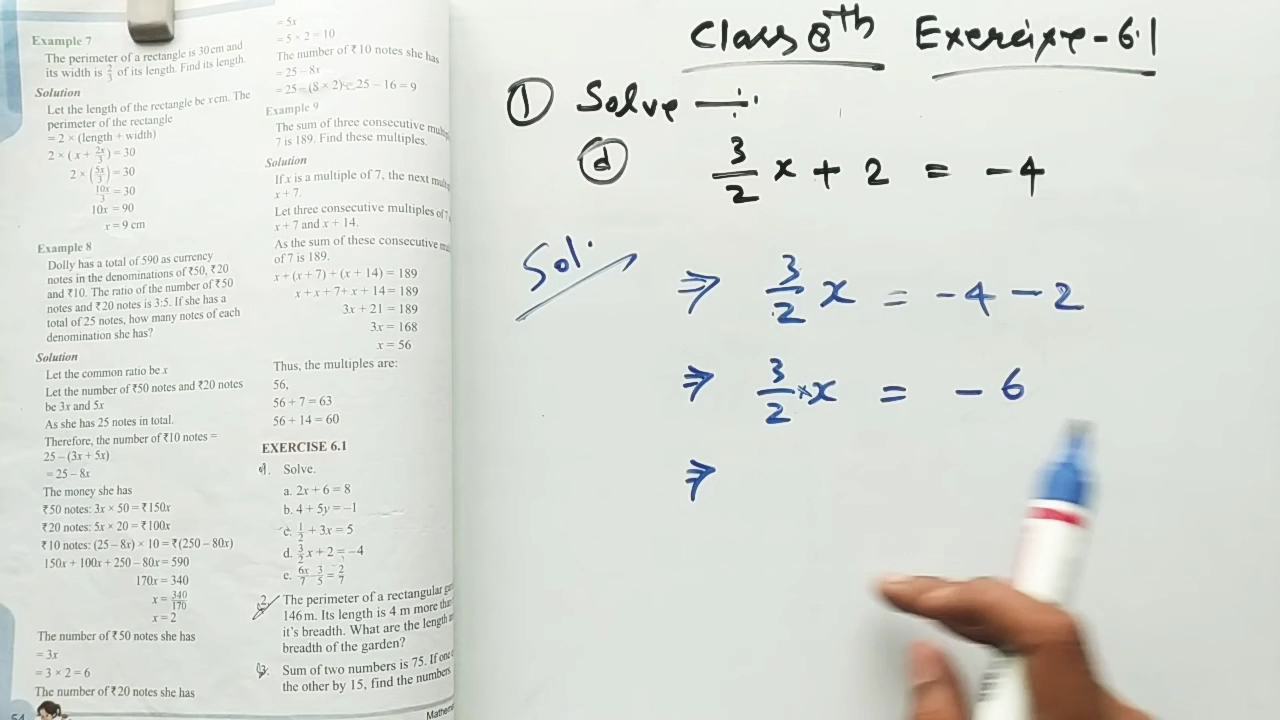 Example 7
The perimeter of a rectangle is 30 cm and
its width is 2/3 of its length. Find its length.
Solution
Let the length of the rectangle be x cm. The
perimeter of the rectangle
= 2 × (length + width)
2 × (x + 2x/3) = 30
2 × (5x/3) = 30
10x/3 = 30
10x = 90
x = 9 cm
Example 8
Dolly has a total of 590 as currency
notes in the denominations of ₹50, ₹20
and ₹10. The ratio of the number of ₹50
notes and ₹20 notes is 3:5. If she has a
total of 25 notes, how many notes of each
denomination she has?
Solution
Let the common ratio be x
Let the number of ₹50 notes and ₹20 notes
be 3x and 5x
As she has 25 notes in total.
Therefore, the number of ₹10 notes =
25 – (3x + 5x)
= 25 – 8x
The money she has
₹50 notes: 3x × 50 = ₹150x
₹20 notes: 5x × 20 = ₹100x
₹10 notes: (25 – 8x) × 10 = ₹(250 – 80x)
150x + 100x + 250 – 80x = 590
170x = 340
x = 340/170
x = 2
The number of ₹50 notes she has
= 3x
= 3 × 2 = 6
The number of ₹20 notes she has
54
= 5x
= 5 × 2 = 10
The number of ₹10 notes she has
= 25 – 8x
= 25 – (8 × 2) = 25 – 16 = 9
Example 9
The sum of three consecutive
7 is 189. Find these multiples.
Solution
If x is a multiple of 7, the next
x + 7.
Let three consecutive multiples of 7
x + 7 and x + 14.
As the sum of these consecutive
of 7 is 189.
x + (x + 7) + (x + 14) = 189
x + x + 7 + x + 14 = 189
3x + 21 = 189
3x = 168
x = 56
Thus, the multiples are:
56,
56 + 7 = 63
56 + 14 = 60
EXERCISE 6.1
1. Solve.
a. 2x + 6 = 8
b. 4 + 5y = –1
c. 1/2 + 3x = 5
d. 3/2 x + 2 = –4
e. 6x/7 3/5 = 2/7
2. The perimeter of a rectangular
146 m. Its length is 4 m more
it's breadth. What are the length
breadth of the garden?
3. Sum of two numbers is 75. If one
the other by 15, find the numbers
Class 8th Exercise-6.1
① Solve ÷
ⓓ 3/2 x + 2 = -4
Sol.
⇒ 3/2 x = -4 - 2
⇒ 3/2 × x = - 6
⇒